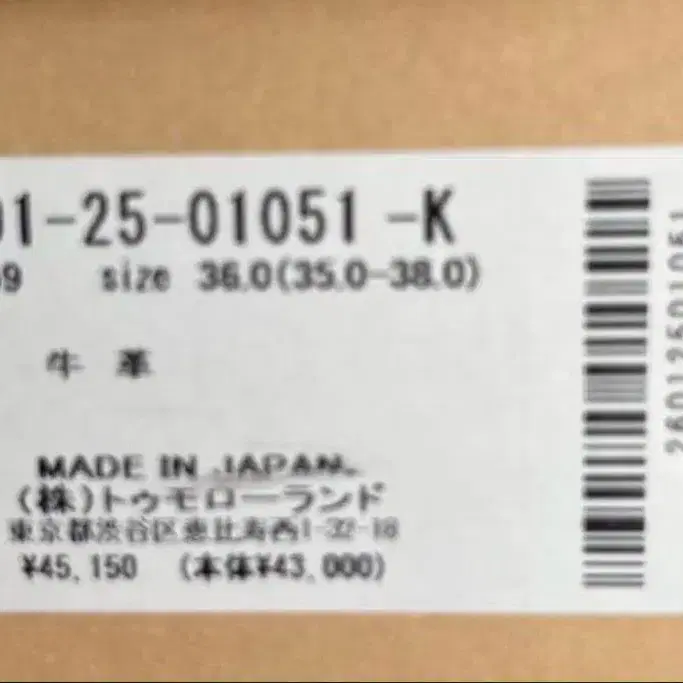 01-25-01051 -K
9 size 36.0(35.0-38.0)
牛 革
MADE IN JAPAN.
(株)トゥモローランド
東京都渋谷区恵比寿西1-32-18
¥45,150 (本体¥43,000)
2601250105